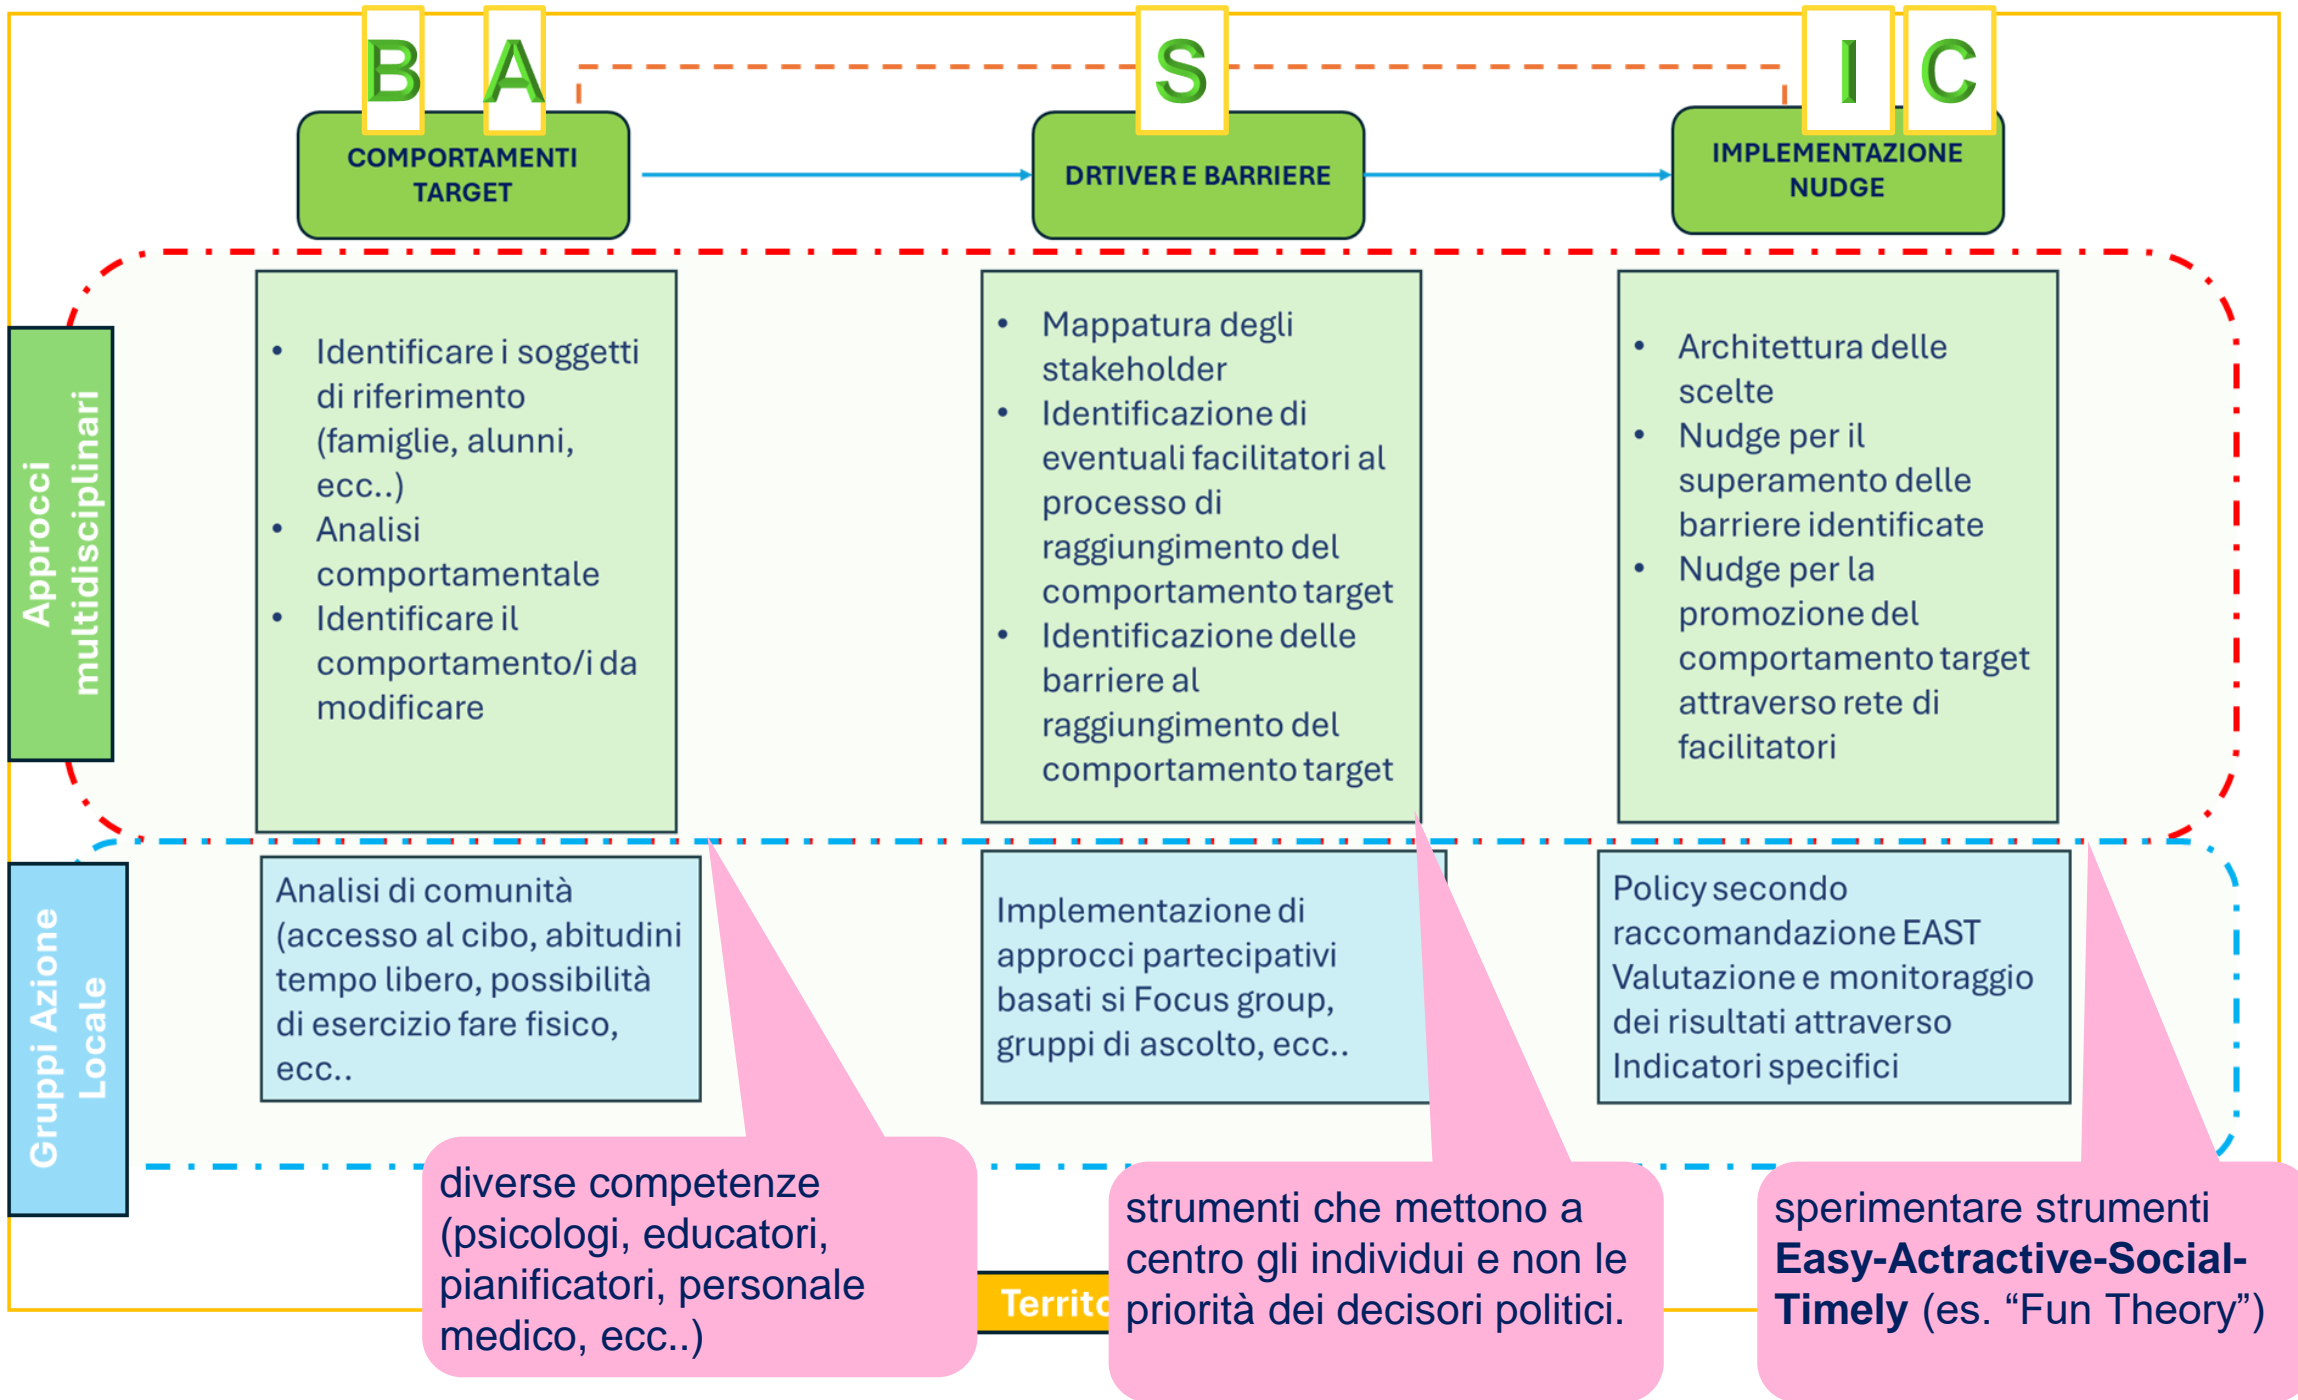 B A S I C
COMPORTAMENTI
TARGET
DRTIVER E BARRIERE
IMPLEMENTAZIONE
NUDGE
Approcci
multidisciplinari
• Identificare i soggetti
di riferimento
(famiglie, alunni,
ecc..)
• Analisi
comportamentale
• Identificare il
comportamento/i da
modificare
• Mappatura degli
stakeholder
• Identificazione di
eventuali facilitatori al
processo di
raggiungimento del
comportamento target
• Identificazione delle
barriere al
raggiungimento del
comportamento target
• Architettura delle
scelte
• Nudge per il
superamento delle
barriere identificate
• Nudge per la
promozione del
comportamento target
attraverso rete di
facilitatori
Gruppi Azione
Locale
Analisi di comunità
(accesso al cibo, abitudini
tempo libero, possibilità
di esercizio fare fisico,
ecc..
Implementazione di
approcci partecipativi
basati si Focus group,
gruppi di ascolto, ecc..
Policy secondo
raccomandazione EAST
Valutazione e monitoraggio
dei risultati attraverso
Indicatori specifici
diverse competenze
(psicologi, educatori,
pianificatori, personale
medico, ecc..)
strumenti che mettono a
centro gli individui e non le
priorità dei decisori politici.
sperimentare strumenti
Easy-Actractive-Social-
Timely (es. “Fun Theory”)